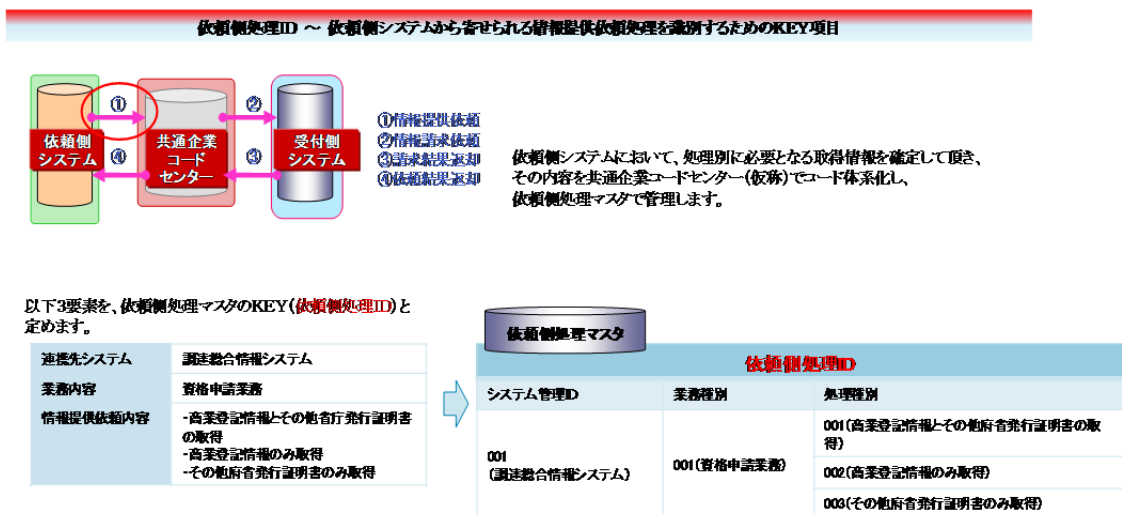 依頼側処理ID ～ 依頼側システムから寄せられる情報提供依頼処理を識別するためのKEY項目
①
②
依頼側
システム
共通企業
コード
センター
受付側
システム
④
③
①情報提供依頼
②情報請求依頼
③請求結果返却
④依頼結果返却
依頼側システムにおいて、処理別に必要となる取得情報を確定して頂き、
その内容を共通企業コードセンター(仮称)でコード体系化し、
依頼側処理マスタで管理します。
以下3要素を、依頼側処理マスタのKEY(依頼側処理ID)と
定めます。
連携先システム
調達総合情報システム
業務内容
資格申請業務
情報提供依頼内容
-商業登記情報とその他省庁発行証明書
の取得
-商業登記情報のみ取得
-その他府省発行証明書のみ取得
依頼側処理マスタ
依頼側処理ID
システム管理ID
業務種別
処理種別
001
(調達総合情報システム)
001(資格申請業務)
001(商業登記情報とその他府省発行証明書の取
得)
002(商業登記情報のみ取得)
003(その他府省発行証明書のみ取得)